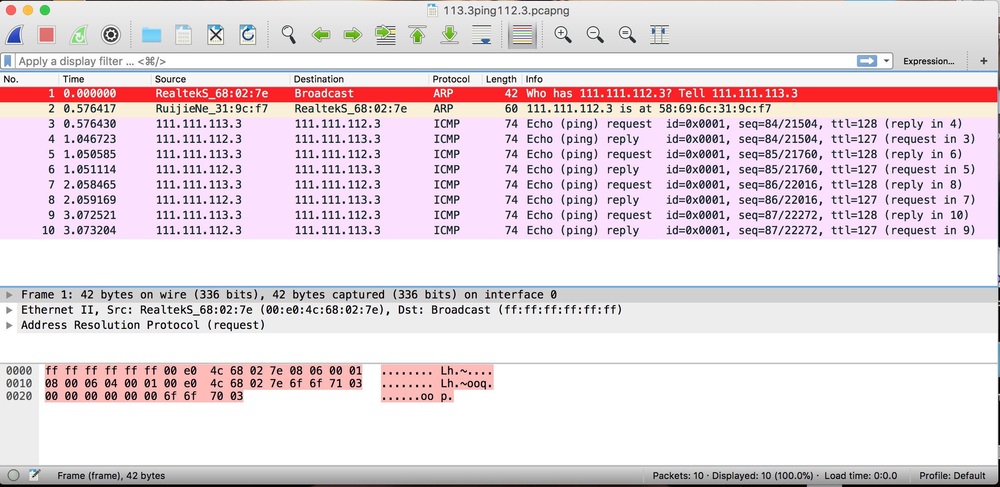 113.3ping112.3.pcapng
Apply a display filter ... <⌘/>
Expression...
+
No. Time Source Destination Protocol Length Info
1 0.000000 RealtekS_68:02:7e Broadcast ARP 42 Who has 111.111.112.3? Tell 111.111.113.3
2 0.576417 RuijieNe_31:9c:f7 RealtekS_68:02:7e ARP 60 111.111.112.3 is at 58:69:6c:31:9c:f7
3 0.576430 111.111.113.3 111.111.112.3 ICMP 74 Echo (ping) request id=0x0001, seq=84/21504, ttl=128 (reply in 4)
4 1.046723 111.111.112.3 111.111.113.3 ICMP 74 Echo (ping) reply id=0x0001, seq=84/21504, ttl=127 (request in 3)
5 1.050585 111.111.113.3 111.111.112.3 ICMP 74 Echo (ping) request id=0x0001, seq=85/21760, ttl=128 (reply in 6)
6 1.051114 111.111.112.3 111.111.113.3 ICMP 74 Echo (ping) reply id=0x0001, seq=85/21760, ttl=127 (request in 5)
7 2.058465 111.111.113.3 111.111.112.3 ICMP 74 Echo (ping) request id=0x0001, seq=86/22016, ttl=128 (reply in 8)
8 2.059169 111.111.112.3 111.111.113.3 ICMP 74 Echo (ping) reply id=0x0001, seq=86/22016, ttl=127 (request in 7)
9 3.072521 111.111.113.3 111.111.112.3 ICMP 74 Echo (ping) request id=0x0001, seq=87/22272, ttl=128 (reply in 10)
10 3.073204 111.111.112.3 111.111.113.3 ICMP 74 Echo (ping) reply id=0x0001, seq=87/22272, ttl=127 (request in 9)
Frame 1: 42 bytes on wire (336 bits), 42 bytes captured (336 bits) on interface 0
Ethernet II, Src: RealtekS_68:02:7e (00:e0:4c:68:02:7e), Dst: Broadcast (ff:ff:ff:ff:ff:ff)
Address Resolution Protocol (request)
0000 ff ff ff ff ff ff 00 e0 4c 68 02 7e 08 06 00 01 ........ Lh.~....
0010 08 00 06 04 00 01 00 e0 4c 68 02 7e 6f 6f 71 03 ........ Lh.~ooq.
0020 00 00 00 00 00 00 6f 6f 70 03 ......oo p.
Frame (frame), 42 bytes
Packets: 10 · Displayed: 10 (100.0%) · Load time: 0:0.0
Profile: Default